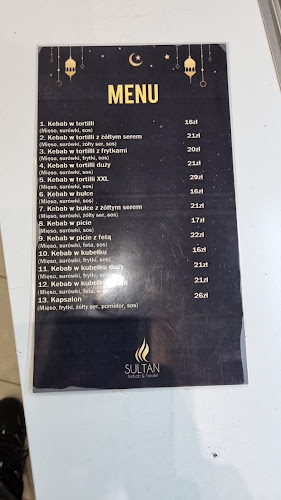 MENU
1. Kebab w tortilli 16zł
(Mięso, surówki, sos)
2. Kebab w tortilli z żółtym serem 21zł
(Mięso, surówki, żółty ser, sos)
3. Kebab w tortilli z frytkami 20zł
(Mięso, surówki, frytki, sos)
4. Kebab w tortilli duży 21zł
(Mięso, surówki, sos)
5. Kebab w tortilli XXL 29zł
(Mięso, surówki, sos)
6. Kebab w bułce 16zł
(Mięso, surówki, sos)
7. Kebab w bułce z żółtym serem 21zł
(Mięso, surówki, żółty ser, sos)
8. Kebab w picie 17zł
(Mięso, surówki, sos)
9. Kebab w picie z fetą 22zł
(Mięso, surówki, feta, sos)
10. Kebab w kubełku 16zł
(Mięso, surówki, frytki, sos)
11. Kebab w kubełku duży 21zł
(Mięso, surówki, frytki, sos)
12. Kebab w kubełku 21zł
(Mięso, surówki, feta, sos)
13. Kapsalon 26zł
(Mięso, frytki, żółty ser, pomidor, sos)
SULTAN
Kebab & Falafel